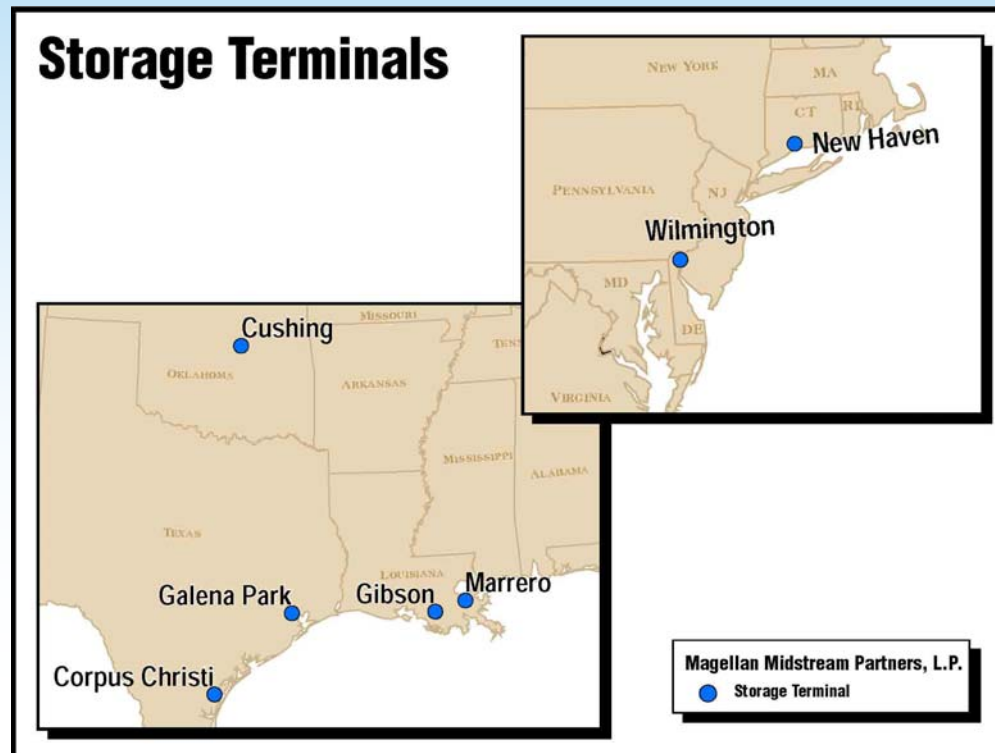 Storage Terminals
NEW YORK
MA
CT
RI
New Haven
PENNSYLVANIA
NJ
Wilmington
MD
DE
VIRGINIA
MISSOURI
Cushing
TENN
OKLAHOMA
ARKANSAS
MISSISSIPPI
ALABAMA
TEXAS
LOUISIANA
Marrero
Galena Park
Gibson
Corpus Christi
Magellan Midstream Partners, L.P.
Storage Terminal